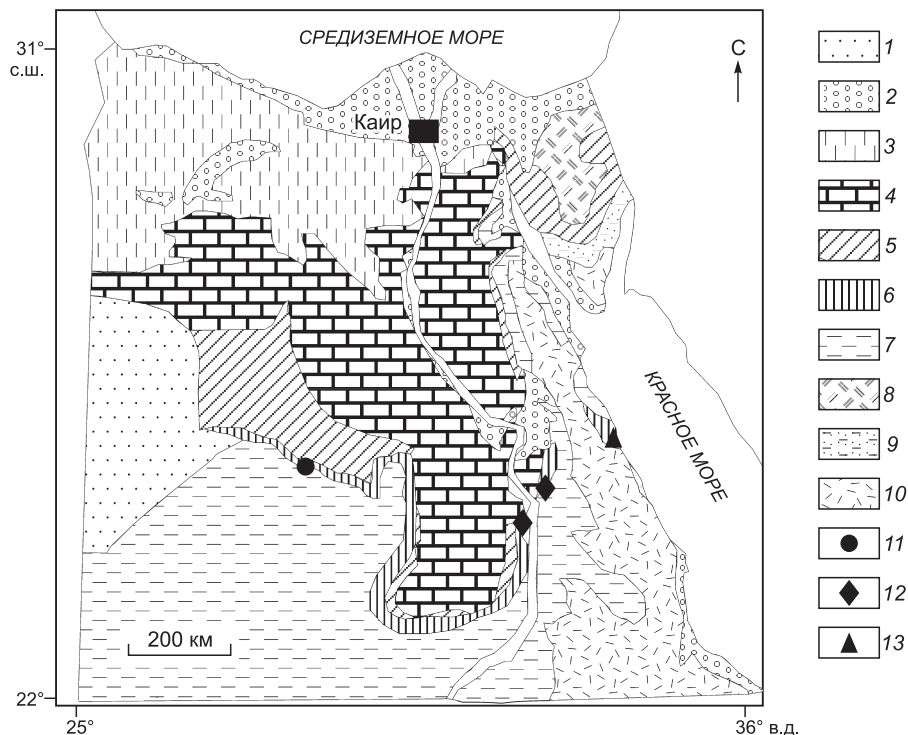 СРЕДИЗЕМНОЕ МОРЕ
31°
с.ш.
С
Каир
КРАСНОЕ МОРЕ
200 км
22°
25°
36° в.д.
1
2
3
4
5
6
7
8
9
10
11
12
13